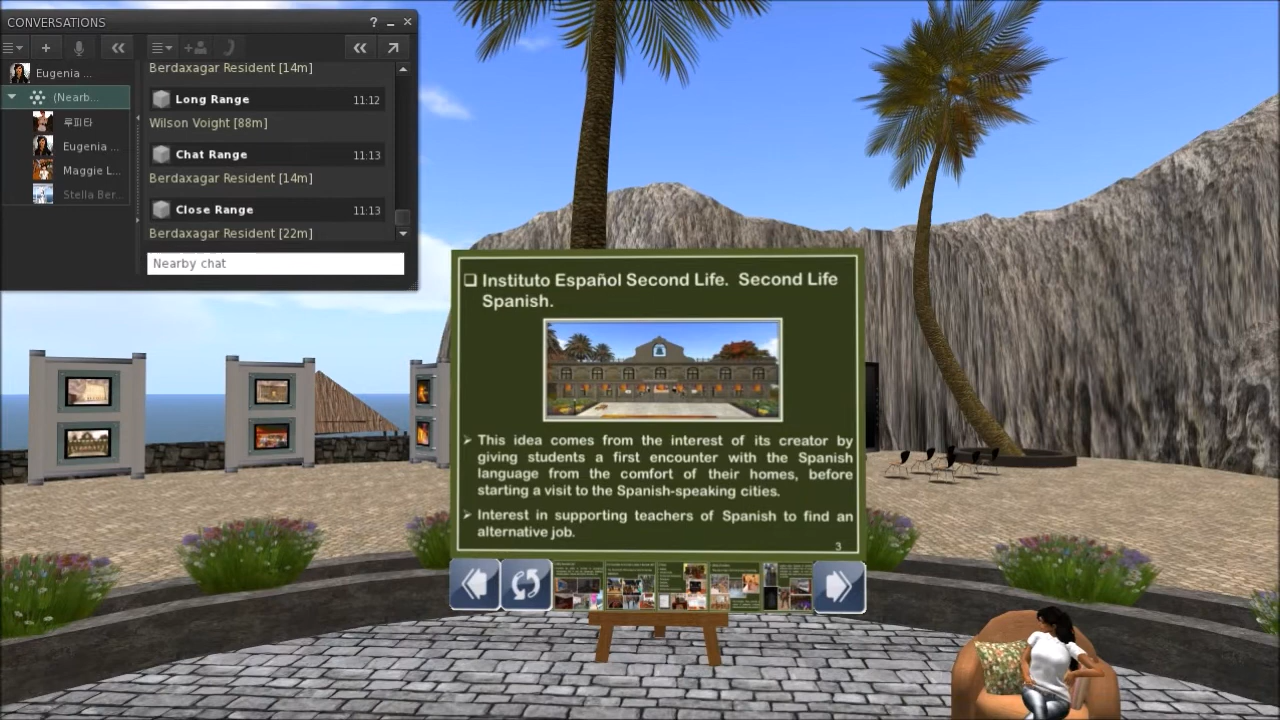 CONVERSATIONS
Eugenia ...
(Nearb...
루피타
Eugenia ...
Maggie L...
Stella Ber...
Berdaxagar Resident [14m]
Long Range 11:12
Wilson Voight [88m]
Chat Range 11:13
Berdaxagar Resident [14m]
Close Range 11:13
Berdaxagar Resident [22m]
Nearby chat
Instituto Español Second Life. Second Life
Spanish.
This idea comes from the interest of its creator by
giving students a first encounter with the Spanish
language from the comfort of their homes, before
starting a visit to the Spanish-speaking cities.
Interest in supporting teachers of Spanish to find an
alternative job.
3